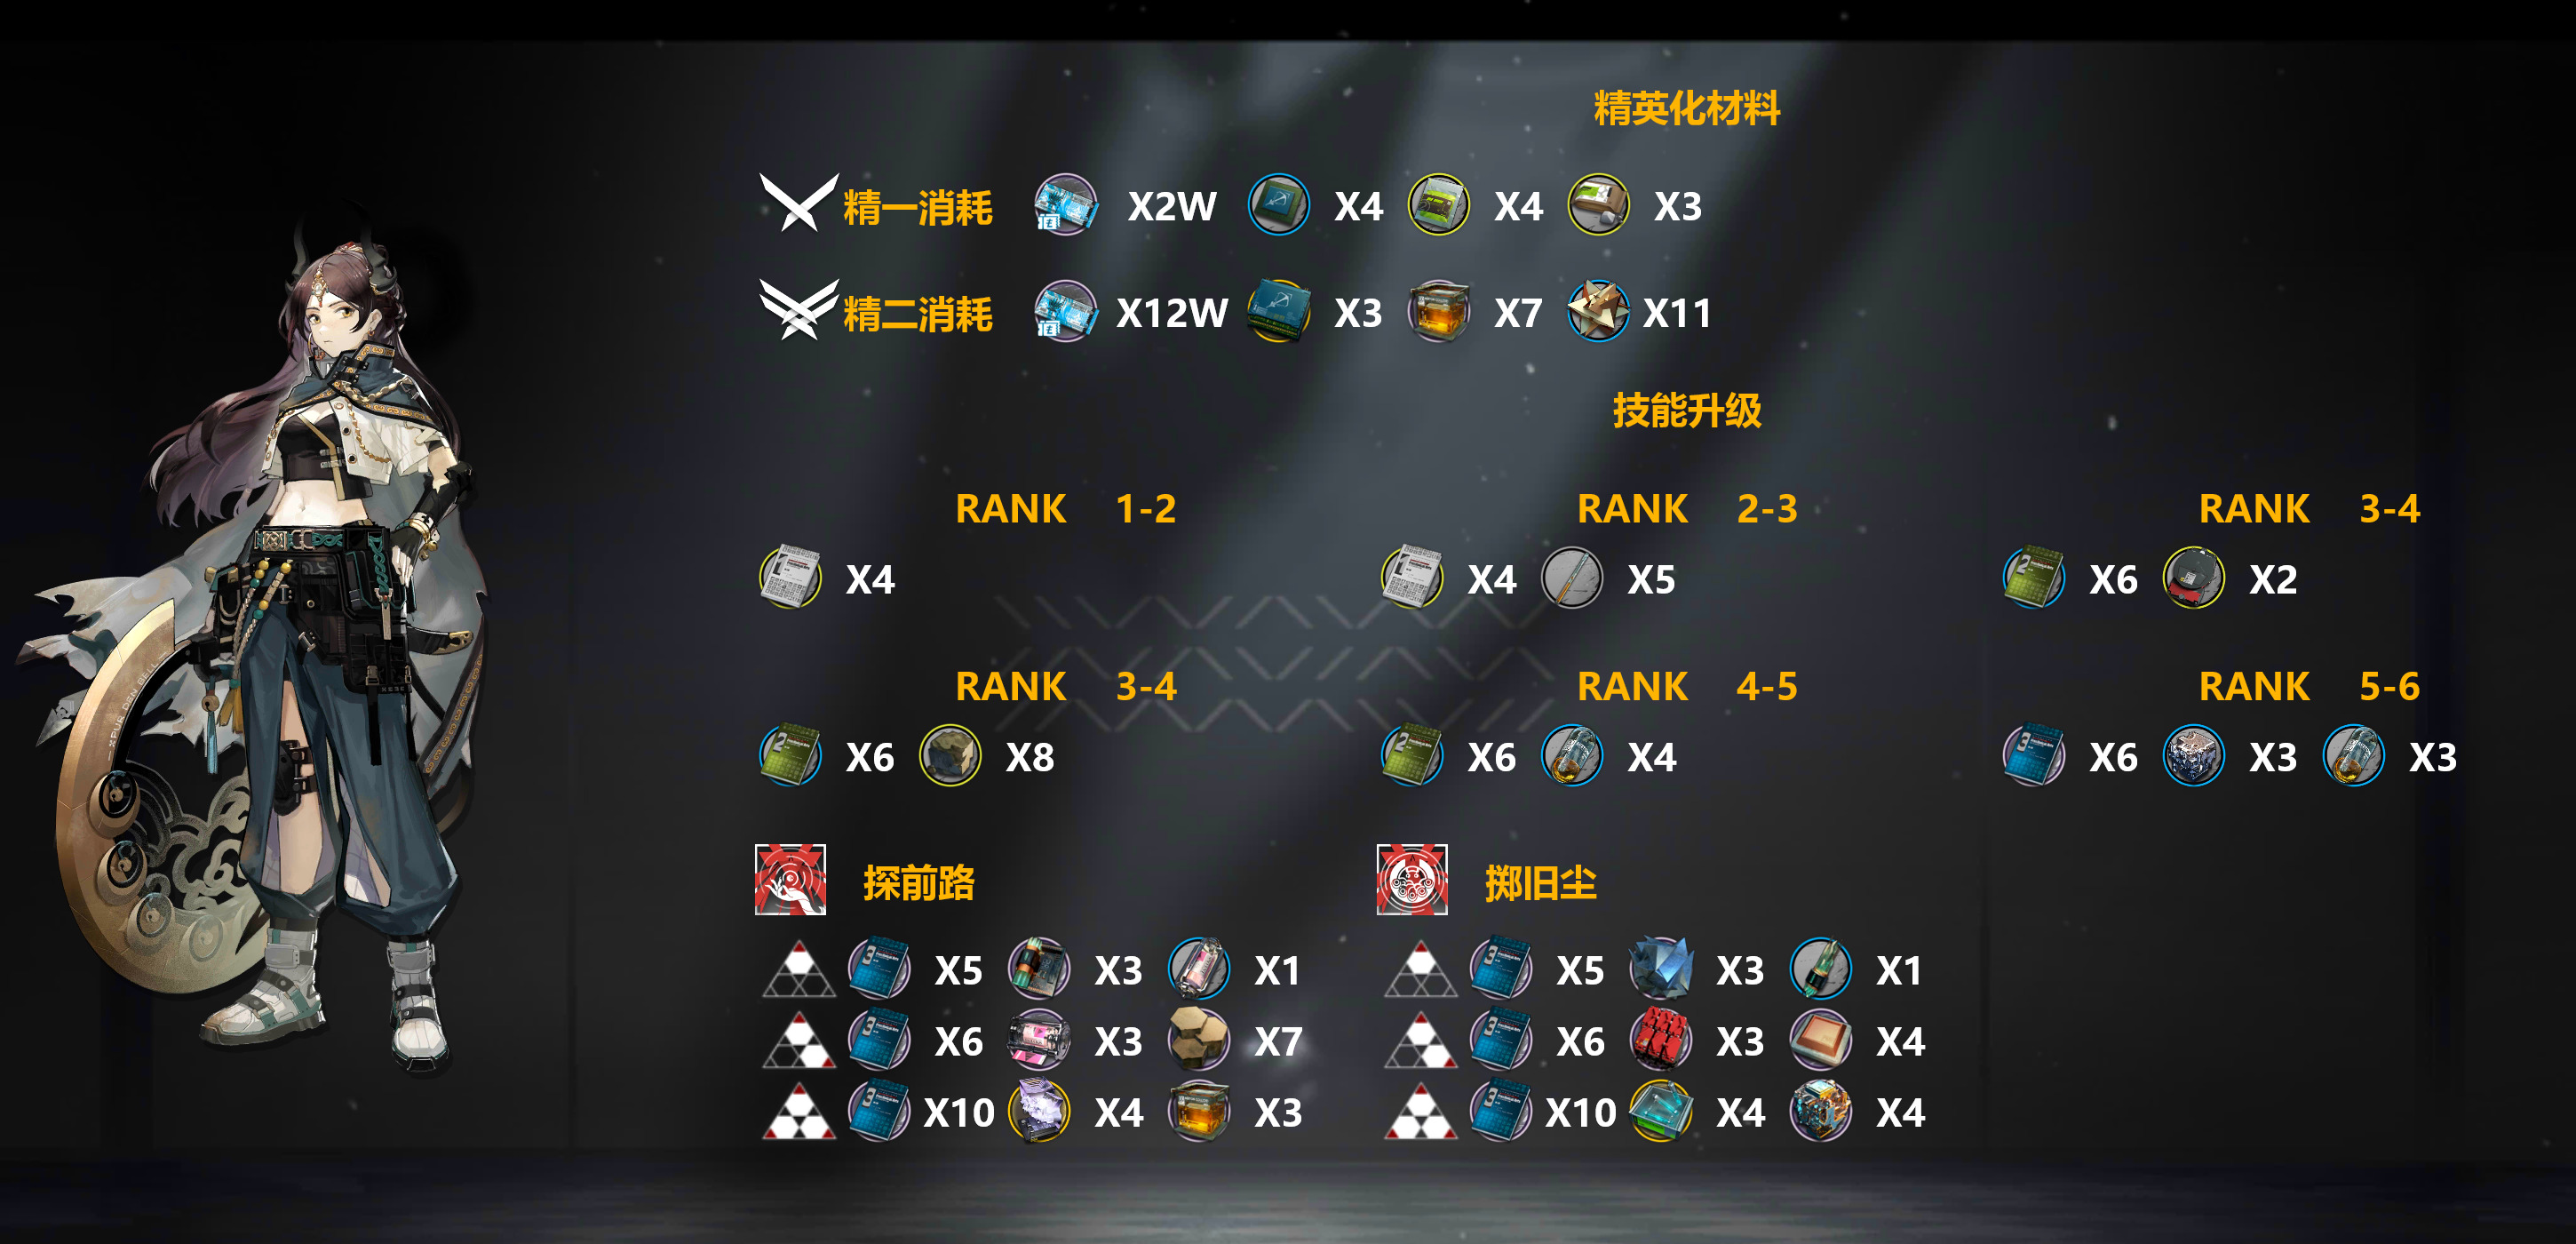 精英化材料
精一消耗 X2W X4 X4 X3
精二消耗 X12W X3 X7 X11
技能升级
RANK 1-2 RANK 2-3 RANK 3-4
X4 X4 X5 X6 X2
RANK 3-4 RANK 4-5 RANK 5-6
X6 X8 X6 X4 X6 X3 X3
探前路 掷旧尘
X5 X3 X1 X5 X3 X1
X6 X3 X7 X6 X3 X4
X10 X4 X3 X10 X4 X4